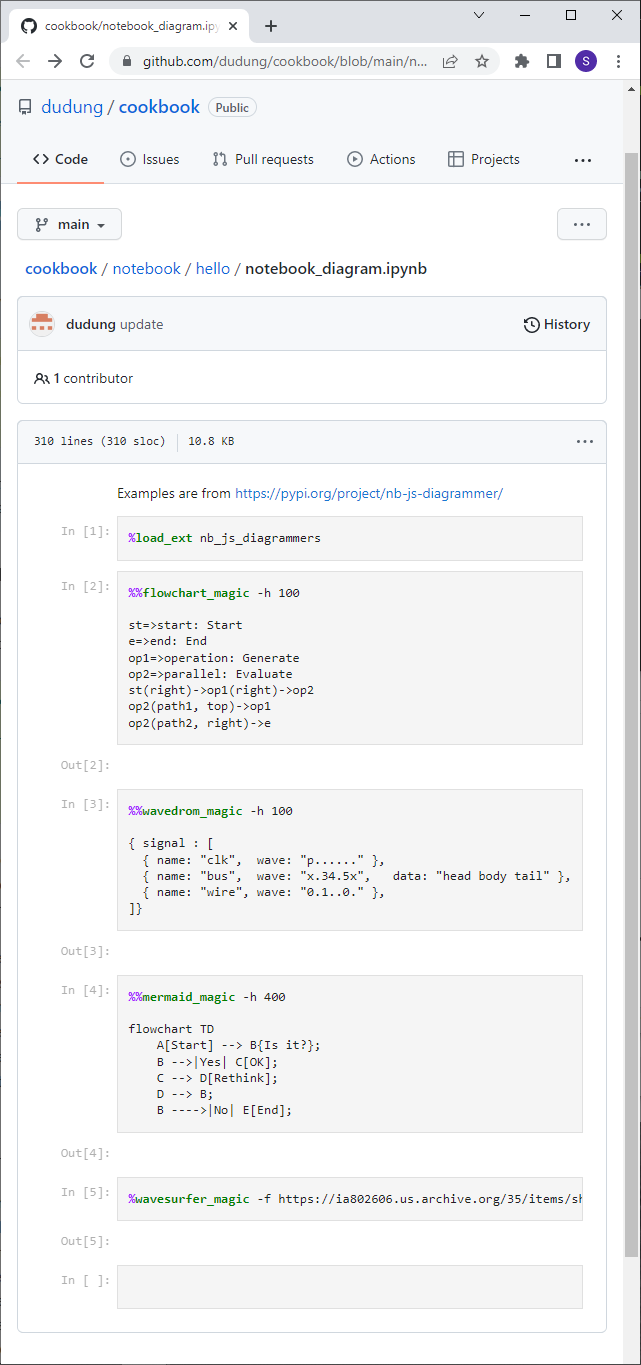 cookbook/notebook_diagram.ipy
github.com/dudung/cookbook/blob/main/n...
S
dudung / cookbook Public
Code Issues Pull requests Actions Projects ...
main ...
cookbook / notebook / hello / notebook_diagram.ipynb
dudung update History
1 contributor
310 lines (310 sloc) 10.8 KB ...
Examples are from https://pypi.org/project/nb-js-diagrammer/
In [1]: %load_ext nb_js_diagrammers
In [2]: %%flowchart_magic -h 100
st=>start: Start
e=>end: End
op1=>operation: Generate
op2=>parallel: Evaluate
st(right)->op1(right)->op2
op2(path1, top)->op1
op2(path2, right)->e
Out[2]:
In [3]: %%wavedrom_magic -h 100
{ signal : [
  { name: "clk",  wave: "p......" },
  { name: "bus",  wave: "x.34.5x",   data: "head body tail" },
  { name: "wire", wave: "0.1..0." },
]}
Out[3]:
In [4]: %%mermaid_magic -h 400
flowchart TD
    A[Start] --> B{Is it?};
    B -->|Yes| C[OK];
    C --> D[Rethink];
    D --> B;
    B ---->|No| E[End];
Out[4]:
In [5]: %wavesurfer_magic -f https://ia802606.us.archive.org/35/items/sh
Out[5]:
In [ ]: